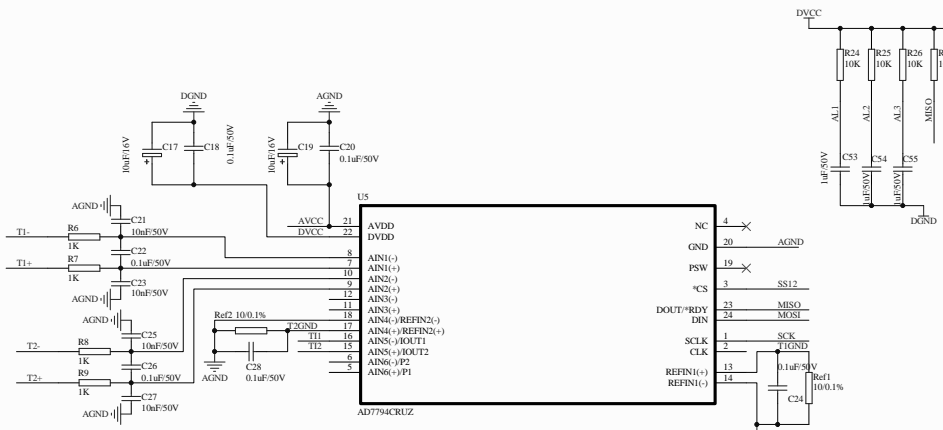 DVCC
R24
10K
R25
10K
R26
10K
R
1
AL1
AL2
AL3
MISO
C53
1uF/50V
C54
1uF/50V
C55
1uF/50V
DGND
DGND
AGND
10uF/16V
C17
C18
0.1uF/50V
10uF/16V
C19
C20
0.1uF/50V
U5
AVCC
21
AVDD
DVCC
22
DVDD
8
AIN1(-)
7
AIN1(+)
10
AIN2(-)
9
AIN2(+)
12
AIN3(-)
11
AIN3(+)
18
AIN4(-)/REFIN2(-)
T2GND
17
AIN4(+)/REFIN2(+)
TI1
16
AIN5(-)/IOUT1
TI2
15
AIN5(+)/IOUT2
6
AIN6(-)/P2
5
AIN6(+)/P1
NC
4
GND
20
AGND
PSW
19
*CS
3
SS12
DOUT/*RDY
23
MISO
DIN
24
MOSI
SCLK
1
SCK
CLK
2
T1GND
REFIN1(+)
13
REFIN1(-)
14
0.1uF/50V
C24
Ref1
10/0.1%
AD7794CRUZ
AGND
C21
10nF/50V
T1-
R6
1K
C22
0.1uF/50V
T1+
R7
1K
C23
10nF/50V
AGND
AGND
C25
10nF/50V
T2-
R8
1K
C26
0.1uF/50V
T2+
R9
1K
C27
10nF/50V
AGND
Ref2 10/0.1%
C28
0.1uF/50V
AGND